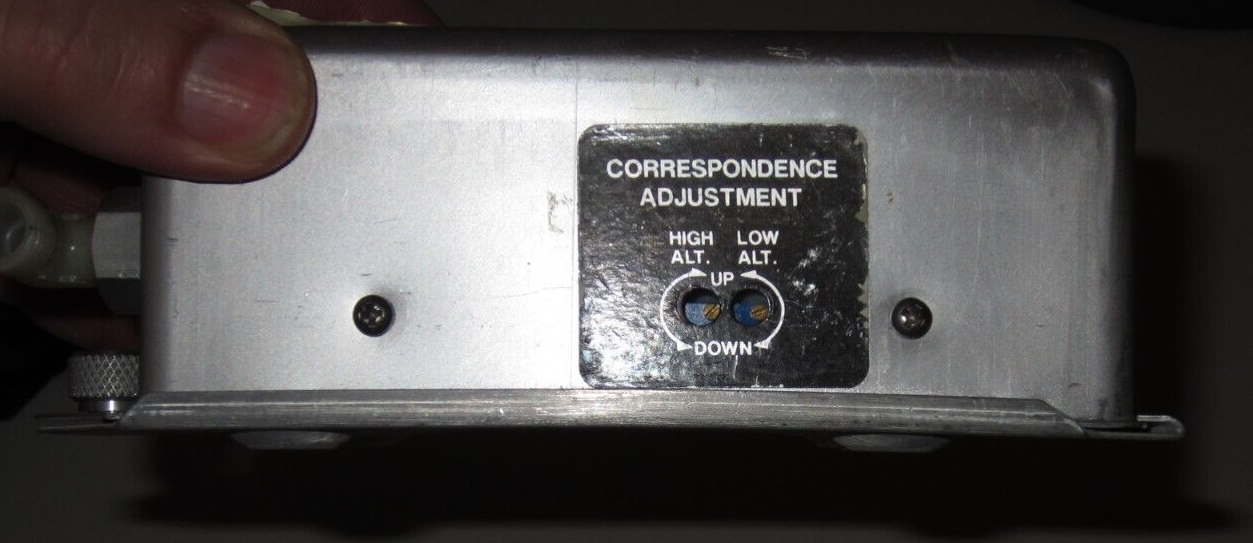 CORRESPONDENCE
ADJUSTMENT
HIGH LOW
ALT. ALT.
UP
DOWN